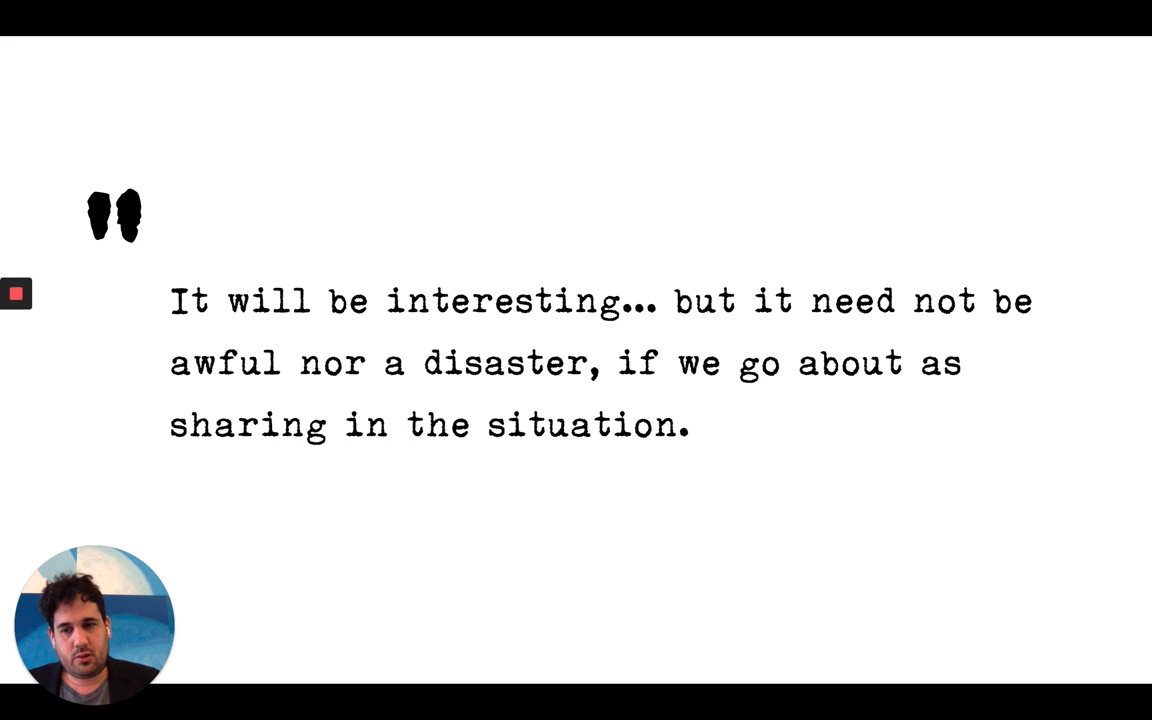 "
It will be interesting... but it need not be
awful nor a disaster, if we go about as
sharing in the situation.